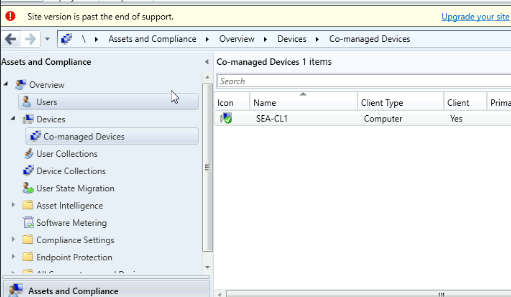 Site version is past the end of support. Upgrade your site
\ Assets and Compliance Overview Devices Co-managed Devices
Assets and Compliance
Overview
Users
Devices
Co-managed Devices
User Collections
Device Collections
User State Migration
Asset Intelligence
Software Metering
Compliance Settings
Endpoint Protection
Assets and Compliance
Co-managed Devices 1 items
Search
Icon Name Client Type Client Prima
SEA-CL1 Computer Yes